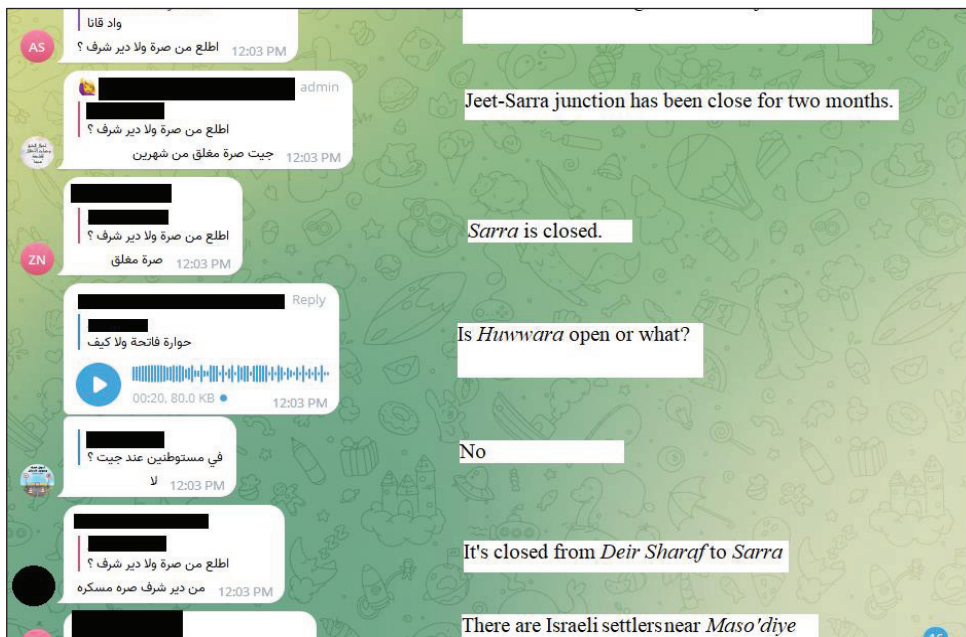 واد قانا
AS
اطلع من صرة ولا دير شرف ؟ 12:03 PM
admin
Jeet-Sarra junction has been close for two months.
اطلع من صرة ولا دير شرف ؟
جيت صرة مغلق من شهرين 12:03 PM
اطلع من صرة ولا دير شرف ؟
Sarra is closed.
ZN
صرة مغلق 12:03 PM
Reply
حوارة فاتحة ولا كيف
Is Huwwara open or what?
00:20, 80.0 KB
12:03 PM
في مستوطنين عند جيت ؟
No
لا 12:03 PM
اطلع من صرة ولا دير شرف ؟
It's closed from Deir Sharaf to Sarra
من دير شرف صره مسكره 12:03 PM
There are Israeli settlersnear Maso'diye